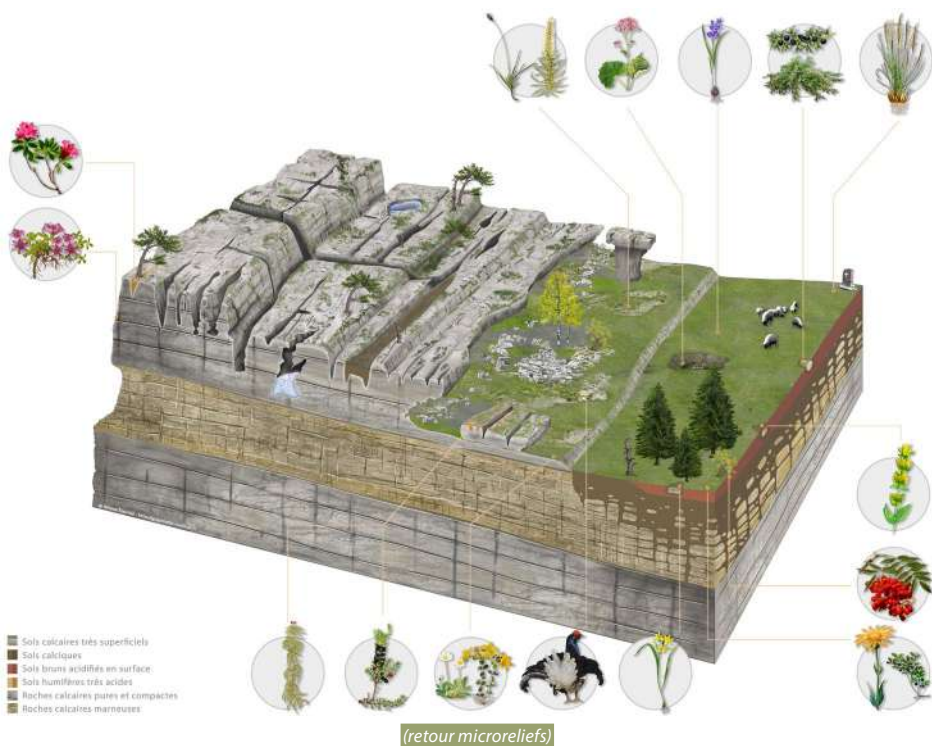 Sols calcaires très superficiels
Sols calciques
Sols bruns acidifiés en surface
Sols humifères très acides
Roches calcaires pures et compactes
Roches calcaires marneuses
(retour microreliefs)